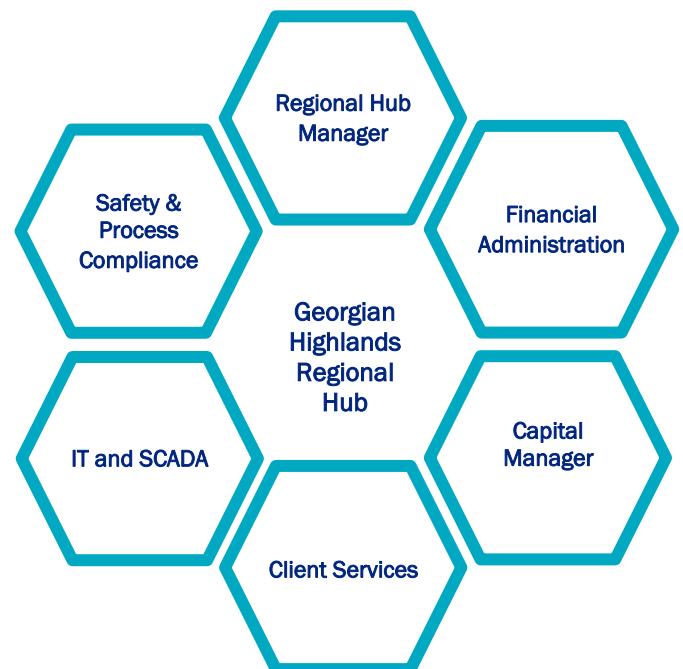 Regional Hub
Manager
Safety &
Process
Compliance
Financial
Administration
Georgian
Highlands
Regional
Hub
IT and SCADA
Capital
Manager
Client Services